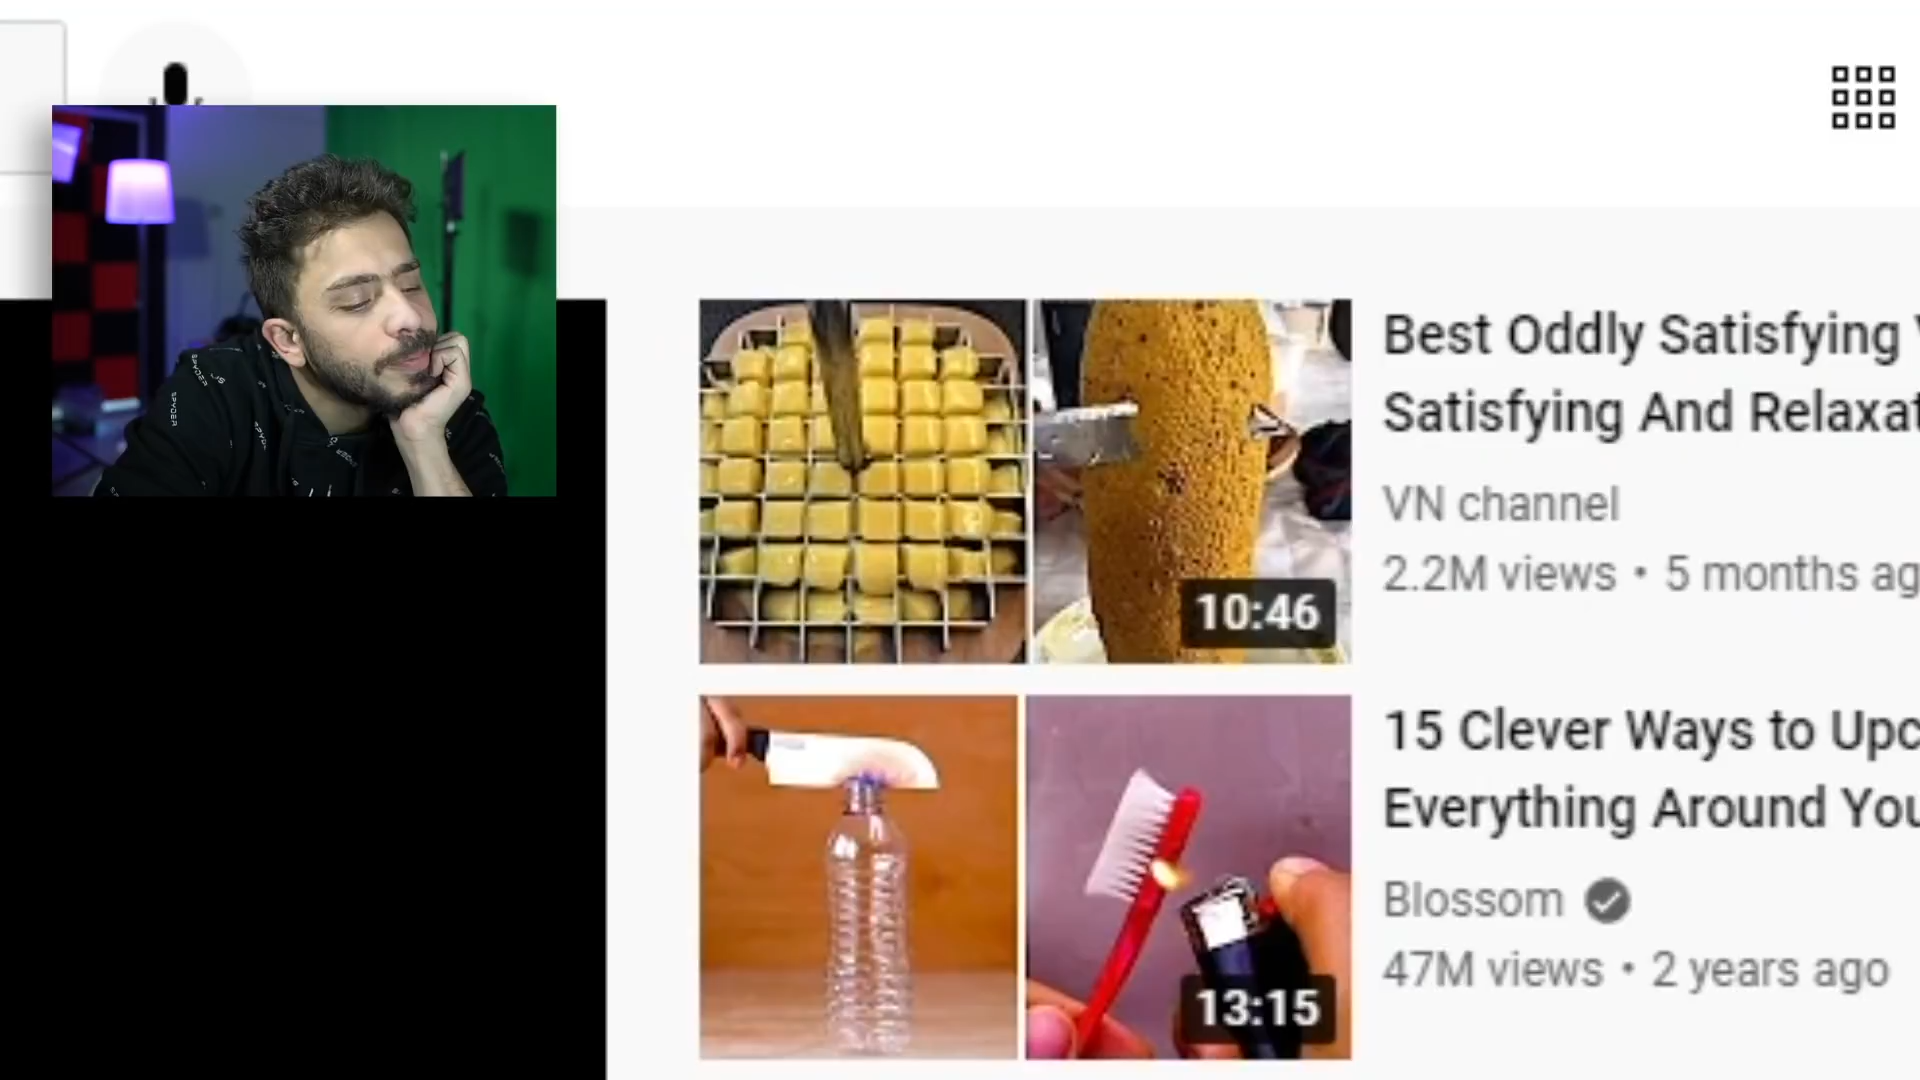 Best Oddly Satisfying
Satisfying And Relaxat
VN channel
2.2M views • 5 months ag
10:46
15 Clever Ways to Upc
Everything Around You
Blossom
47M views • 2 years ago
13:15